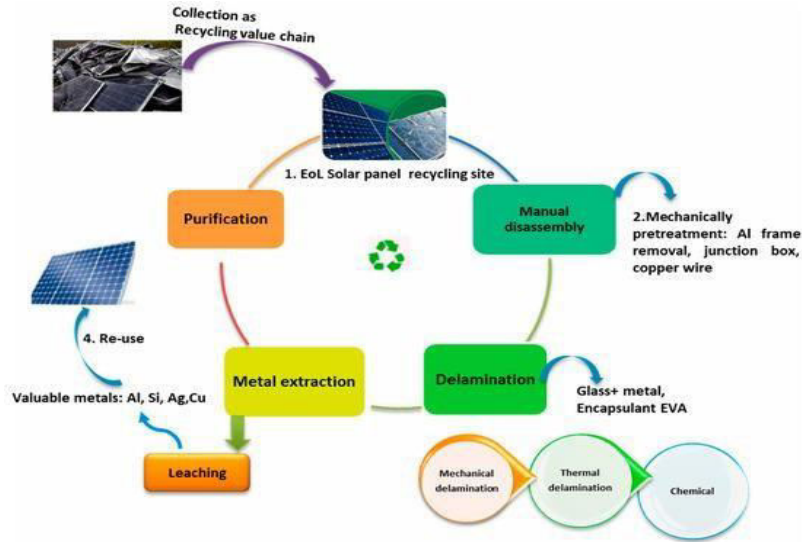 Collection as
Recycling value chain
1. EoL Solar panel recycling site
Purification
Manual
disassembly
2.Mechanically
pretreatment: Al frame
removal, junction box,
copper wire
4. Re-use
Metal extraction
Delamination
Valuable metals: Al, Si, Ag,Cu
Glass+ metal,
Encapsulant EVA
Leaching
Mechanical
delamination
Thermal
delamination
Chemical